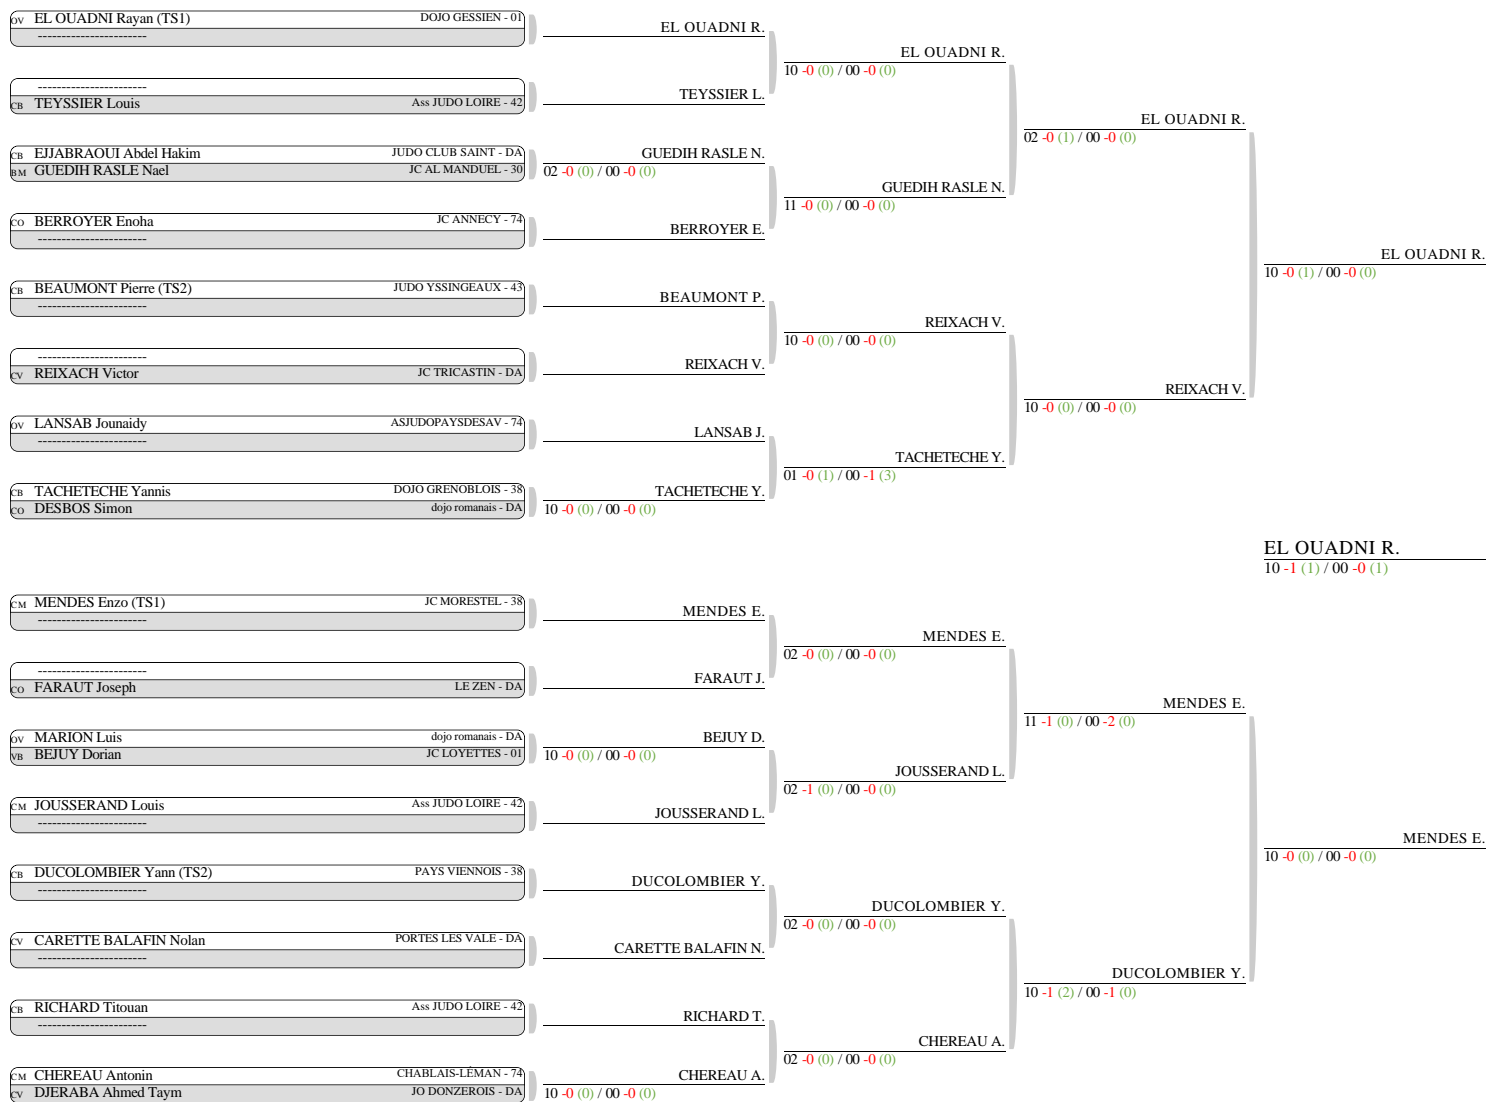 OV EL OUADNI Rayan (TS1) DOJO GESSIEN - 01
-----------------------
EL OUADNI R.
-----------------------
CB TEYSSIER Louis Ass JUDO LOIRE - 42
TEYSSIER L.
EL OUADNI R.
10 -0 (0) / 00 -0 (0)
CB EJJABRAOUI Abdel Hakim JUDO CLUB SAINT - DA
BM GUEDIH RASLE Nael JC AL MANDUEL - 30
GUEDIH RASLE N.
02 -0 (0) / 00 -0 (0)
CO BERROYER Enoha JC ANNECY - 74
-----------------------
BERROYER E.
GUEDIH RASLE N.
11 -0 (0) / 00 -0 (0)
EL OUADNI R.
02 -0 (1) / 00 -0 (0)
CB BEAUMONT Pierre (TS2) JUDO YSSINGEAUX - 43
-----------------------
BEAUMONT P.
-----------------------
CV REIXACH Victor JC TRICASTIN - DA
REIXACH V.
REIXACH V.
10 -0 (0) / 00 -0 (0)
OV LANSAB Jounaidy ASJUDOPAYSDESAV - 74
-----------------------
LANSAB J.
CB TACHETECHE Yannis DOJO GRENOBLOIS - 38
CO DESBOS Simon dojo romanais - DA
TACHETECHE Y.
10 -0 (0) / 00 -0 (0)
TACHETECHE Y.
01 -0 (1) / 00 -1 (3)
REIXACH V.
10 -0 (0) / 00 -0 (0)
EL OUADNI R.
10 -0 (1) / 00 -0 (0)
EL OUADNI R.
10 -1 (1) / 00 -0 (1)
CM MENDES Enzo (TS1) JC MORESTEL - 38
-----------------------
MENDES E.
-----------------------
CO FARAUT Joseph LE ZEN - DA
FARAUT J.
MENDES E.
02 -0 (0) / 00 -0 (0)
OV MARION Luis dojo romanais - DA
VB BEJUY Dorian JC LOYETTES - 01
BEJUY D.
10 -0 (0) / 00 -0 (0)
CM JOUSSERAND Louis Ass JUDO LOIRE - 42
-----------------------
JOUSSERAND L.
JOUSSERAND L.
02 -1 (0) / 00 -0 (0)
MENDES E.
11 -1 (0) / 00 -2 (0)
CB DUCOLOMBIER Yann (TS2) PAYS VIENNOIS - 38
-----------------------
DUCOLOMBIER Y.
CV CARETTE BALAFIN Nolan PORTES LES VALE - DA
-----------------------
CARETTE BALAFIN N.
DUCOLOMBIER Y.
02 -0 (0) / 00 -0 (0)
CB RICHARD Titouan Ass JUDO LOIRE - 42
-----------------------
RICHARD T.
CM CHEREAU Antonin CHABLAIS-LÉMAN - 74
CV DJERABA Ahmed Taym JO DONZEROIS - DA
CHEREAU A.
10 -0 (0) / 00 -0 (0)
CHEREAU A.
02 -0 (0) / 00 -0 (0)
DUCOLOMBIER Y.
10 -1 (2) / 00 -1 (0)
MENDES E.
10 -0 (0) / 00 -0 (0)